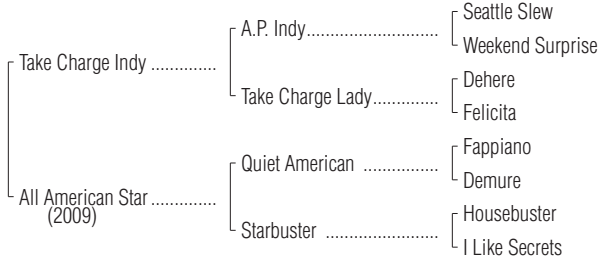 Seattle Slew
A.P. Indy..........................
Weekend Surprise
Take Charge Indy ..............
Dehere
Take Charge Lady..............
Felicita
Fappiano
Quiet American ................
Demure
All American Star ..............
(2009)
Housebuster
Starbuster ........................
I Like Secrets